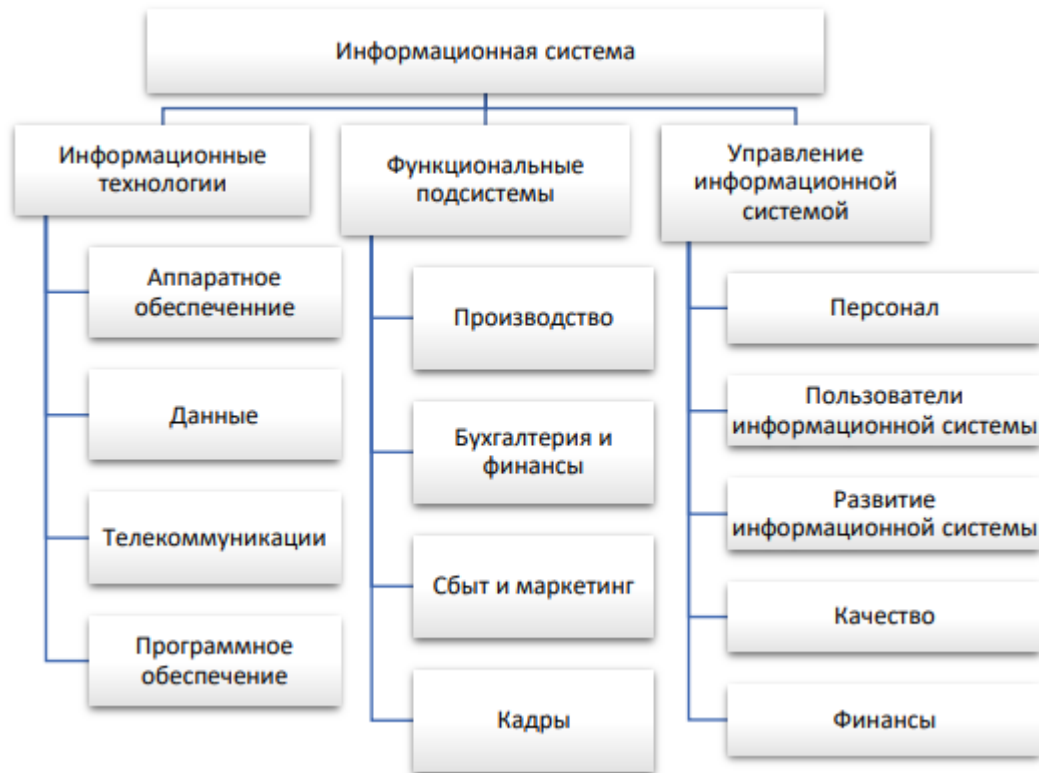 Информационная система
Информационные
технологии
Аппаратное
обеспеченние
Данные
Телекоммуникации
Программное
обеспечение
Функциональные
подсистемы
Производство
Бухгалтерия и
финансы
Сбыт и маркетинг
Кадры
Управление
информационной
системой
Персонал
Пользователи
информационной системы
Развитие
информационной системы
Качество
Финансы